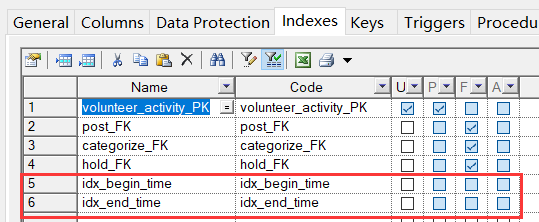 General Columns Data Protection Indexes Keys Triggers Procedu
Name Code U P F A
1 volunteer_activity_PK = volunteer_activity_PK
2 post_FK post_FK
3 categorize_FK categorize_FK
4 hold_FK hold_FK
5 idx_begin_time idx_begin_time
6 idx_end_time idx_end_time